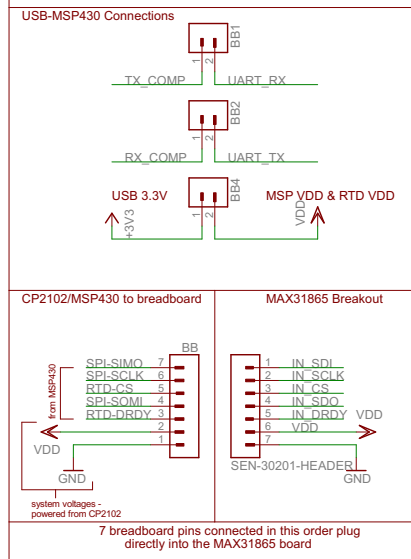 USB-MSP430 Connections
BB1
1
2
TX_COMP
UART_RX
BB2
1
2
RX_COMP
UART_TX
USB 3.3V
BB4
MSP VDD & RTD VDD
+3V3
1
2
VDD
CP2102/MSP430 to breadboard
BB
from MSP430
SPI-SIMO 7
SPI-SCLK 6
RTD-CS 5
SPI-SOMI 4
RTD-DRDY 3
2
VDD
1
GND
system voltages -
powered from CP2102
MAX31865 Breakout
1 IN_SDI
2 IN_SCLK
3 IN_CS
4 IN_SDO
5 IN_DRDY
VDD
6 VDD
7
SEN-30201-HEADER
GND
7 breadboard pins connected in this order plug
directly into the MAX31865 board